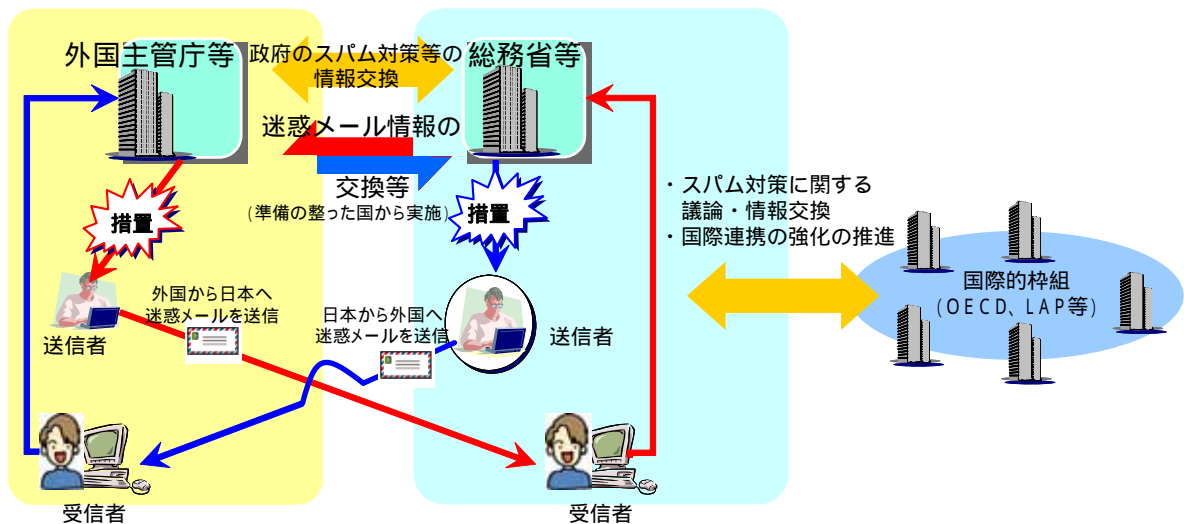 外国主管庁等
政府のスパム対策等の
情報交換
総務省等
迷惑メール情報の
交換等
(準備の整った国から実施)
措置
措置
・スパム対策に関する
議論・情報交換
・国際連携の強化の推進
国際的枠組
(OECD、LAP等)
外国から日本へ
迷惑メールを送信
日本から外国へ
迷惑メールを送信
送信者
送信者
受信者
受信者